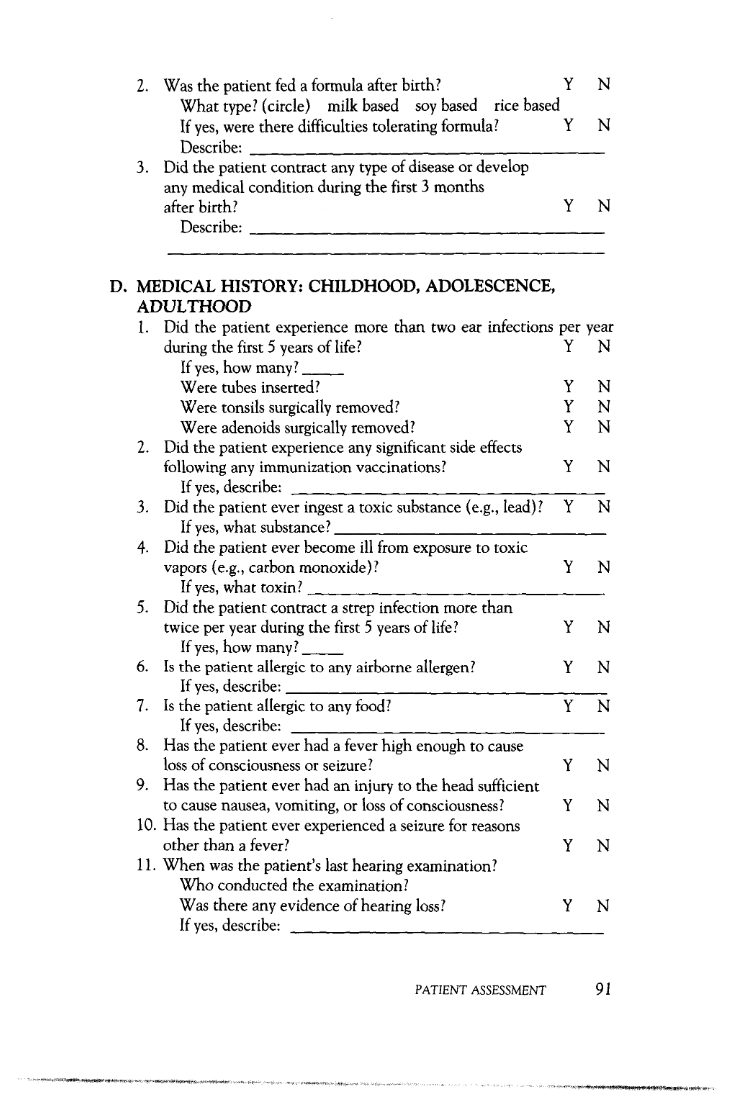 2. Was the patient fed a formula after birth? Y N
What type? (circle) milk based soy based rice based
If yes, were there difficulties tolerating formula? Y N
Describe:
3. Did the patient contract any type of disease or develop
any medical condition during the first 3 months
after birth? Y N
Describe:
D. MEDICAL HISTORY: CHILDHOOD, ADOLESCENCE,
ADULTHOOD
1. Did the patient experience more than two ear infections per year
during the first 5 years of life? Y N
If yes, how many?
Were tubes inserted? Y N
Were tonsils surgically removed? Y N
Were adenoids surgically removed? Y N
2. Did the patient experience any significant side effects
following any immunization vaccinations? Y N
If yes, describe:
3. Did the patient ever ingest a toxic substance (e.g., lead)? Y N
If yes, what substance?
4. Did the patient ever become ill from exposure to toxic
vapors (e.g., carbon monoxide)? Y N
If yes, what toxin?
5. Did the patient contract a strep infection more than
twice per year during the first 5 years of life? Y N
If yes, how many?
6. Is the patient allergic to any airborne allergen? Y N
If yes, describe:
7. Is the patient allergic to any food? Y N
If yes, describe:
8. Has the patient ever had a fever high enough to cause
loss of consciousness or seizure? Y N
9. Has the patient ever had an injury to the head sufficient
to cause nausea, vomiting, or loss of consciousness? Y N
10. Has the patient ever experienced a seizure for reasons
other than a fever? Y N
11. When was the patient's last hearing examination?
Who conducted the examination?
Was there any evidence of hearing loss? Y N
If yes, describe:
PATIENT ASSESSMENT 91